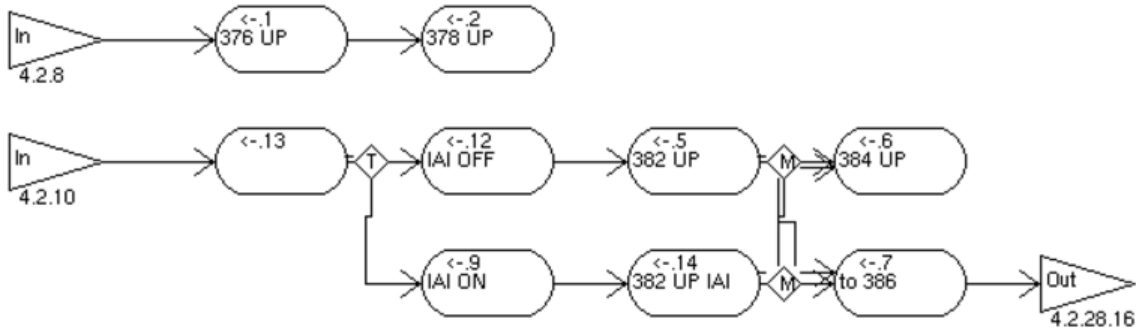 In
4.2.8
<-.1
376 UP
<-.2
378 UP
In
4.2.10
<-.13
T
<-.12
IAI OFF
<-.5
382 UP
M
<-.6
384 UP
<-.9
IAI ON
<-.14
382 UP IAI
M
<-.7
to 386
Out
4.2.28.16